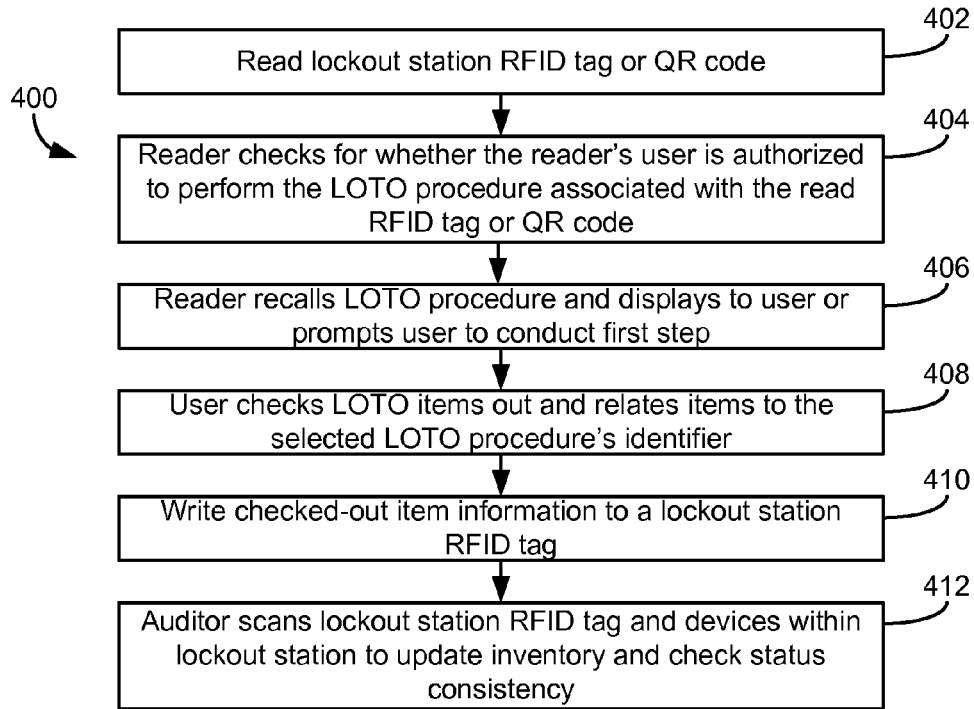 402
Read lockout station RFID tag or QR code
400
404
Reader checks for whether the reader's user is authorized
to perform the LOTO procedure associated with the read
RFID tag or QR code
406
Reader recalls LOTO procedure and displays to user or
prompts user to conduct first step
408
User checks LOTO items out and relates items to the
selected LOTO procedure's identifier
410
Write checked-out item information to a lockout station
RFID tag
412
Auditor scans lockout station RFID tag and devices within
lockout station to update inventory and check status
consistency